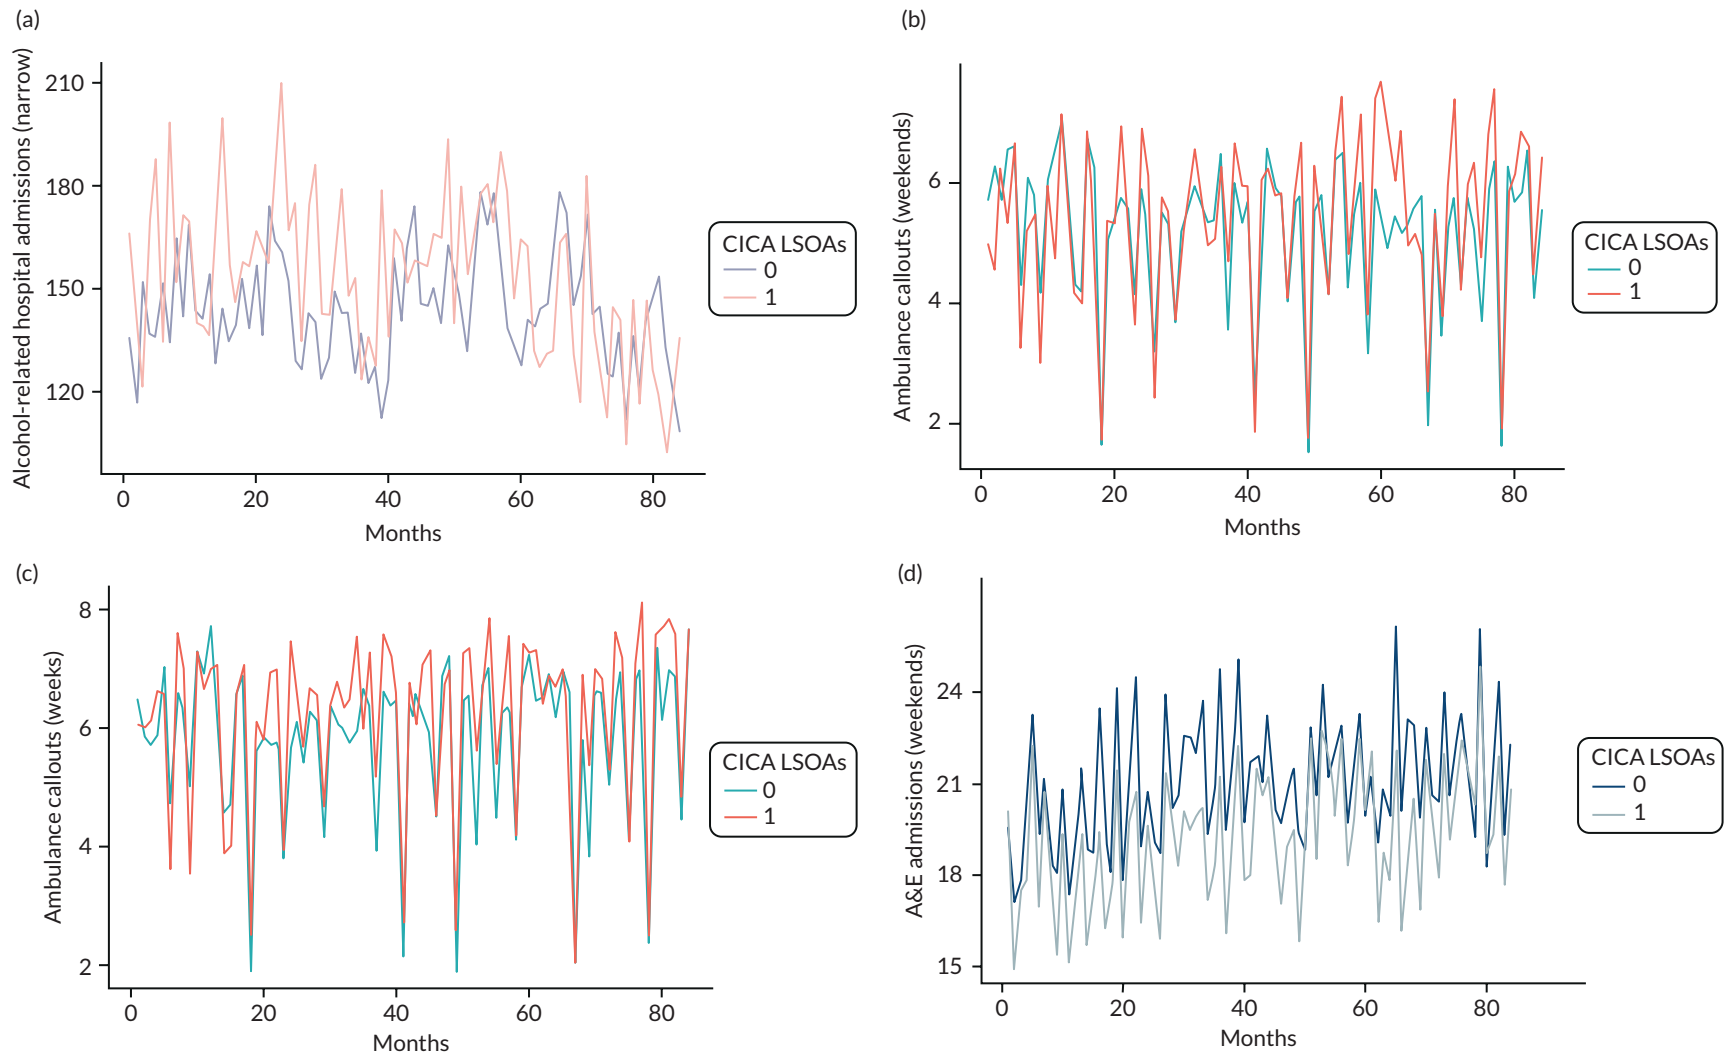 (a)
Alcohol-related hospital admissions (narrow)
210
180
150
120
0
20
40
60
80
Months
CICA LSOAs
0
1
(b)
Ambulance callouts (weekends)
6
4
2
0
20
40
60
80
Months
CICA LSOAs
0
1
(c)
Ambulance callouts (weeks)
8
6
4
2
0
20
40
60
80
Months
CICA LSOAs
0
1
(d)
A&E admissions (weekends)
24
21
18
15
0
20
40
60
80
Months
CICA LSOAs
0
1